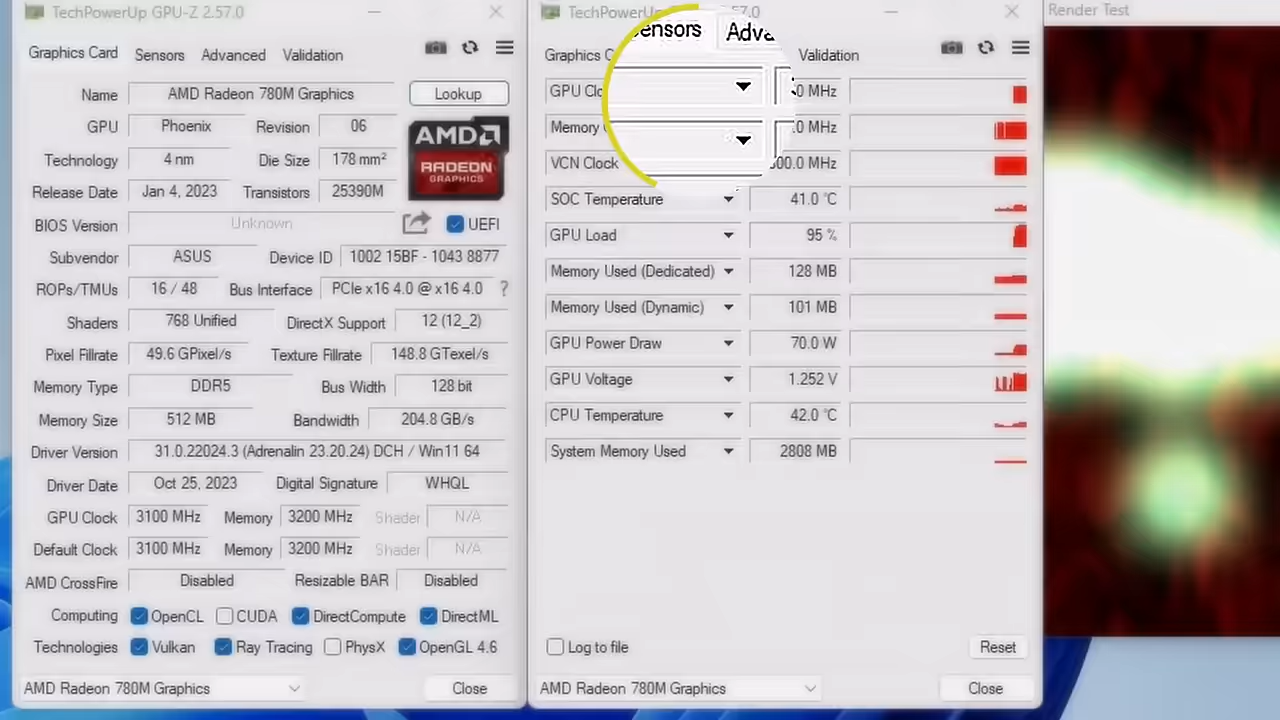 TechPowerUp GPU-Z 2.57.0
Graphics Card Sensors Advanced Validation
Name AMD Radeon 780M Graphics Lookup
GPU Phoenix Revision 06
AMD
RADEON
GRAPHICS
Technology 4 nm Die Size 178 mm²
Release Date Jan 4, 2023 Transistors 25390M
BIOS Version Unknown UEFI
Subvendor ASUS Device ID 1002 15BF - 1043 8877
ROPs/TMUs 16 / 48 Bus Interface PCIe x16 4.0 @ x16 4.0 ?
Shaders 768 Unified DirectX Support 12 (12_2)
Pixel Fillrate 49.6 GPixel/s Texture Fillrate 148.8 GTexel/s
Memory Type DDR5 Bus Width 128 bit
Memory Size 512 MB Bandwidth 204.8 GB/s
Driver Version 31.0.22024.3 (Adrenalin 23.20.24) DCH / Win11 64
Driver Date Oct 25, 2023 Digital Signature WHQL
GPU Clock 3100 MHz Memory 3200 MHz Shader N/A
Default Clock 3100 MHz Memory 3200 MHz Shader N/A
AMD CrossFire Disabled Resizable BAR Disabled
Computing OpenCL CUDA DirectCompute DirectML
Technologies Vulkan Ray Tracing PhysX OpenGL 4.6
AMD Radeon 780M Graphics Close
TechPowerUp 2.57.0
Graphics Validation
GPU MHz
Memory MHz
VCN Clock MHz
SOC Temperature 41.0 °C
GPU Load 95 %
Memory Used (Dedicated) 128 MB
Memory Used (Dynamic) 101 MB
GPU Power Draw 70.0 W
GPU Voltage 1.252 V
CPU Temperature 42.0 °C
System Memory Used 2808 MB
Log to file Reset
AMD Radeon 780M Graphics Close
Render Test